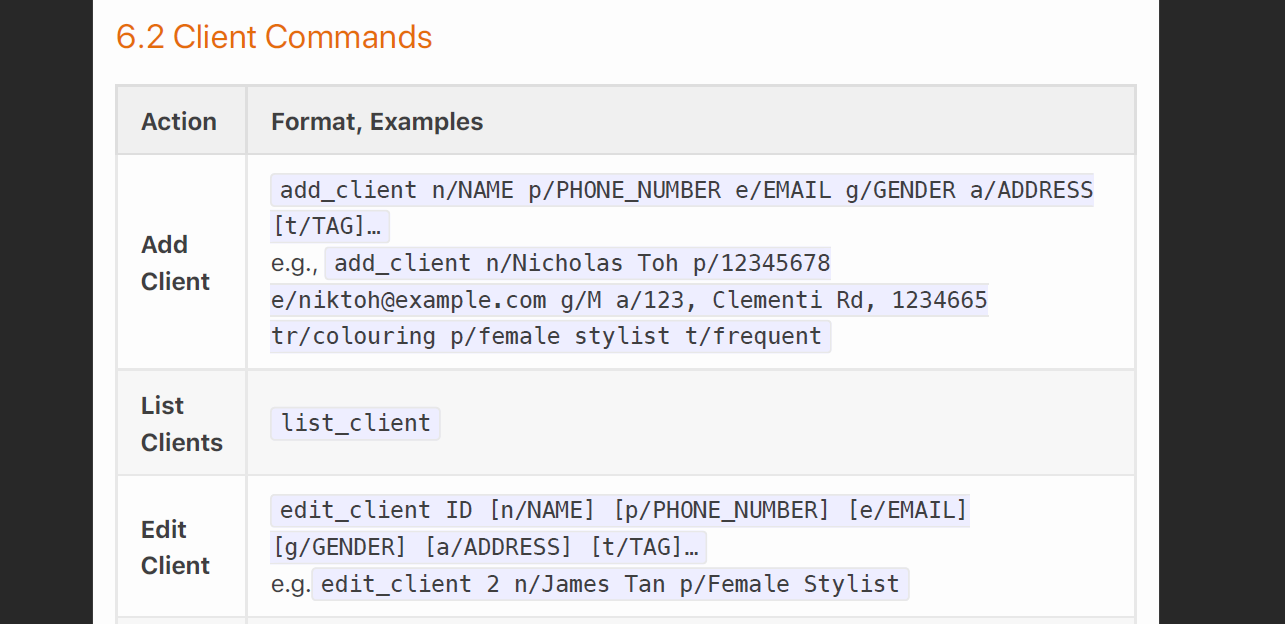 6.2 Client Commands
Action
Format, Examples
Add
Client
add_client n/NAME p/PHONE_NUMBER e/EMAIL g/GENDER a/ADDRESS
[t/TAG]…
e.g., add_client n/Nicholas Toh p/12345678
e/niktoh@example.com g/M a/123, Clementi Rd, 1234665
tr/colouring p/female stylist t/frequent
List
Clients
list_client
Edit
Client
edit_client ID [n/NAME] [p/PHONE_NUMBER] [e/EMAIL]
[g/GENDER] [a/ADDRESS] [t/TAG]…
e.g. edit_client 2 n/James Tan p/Female Stylist